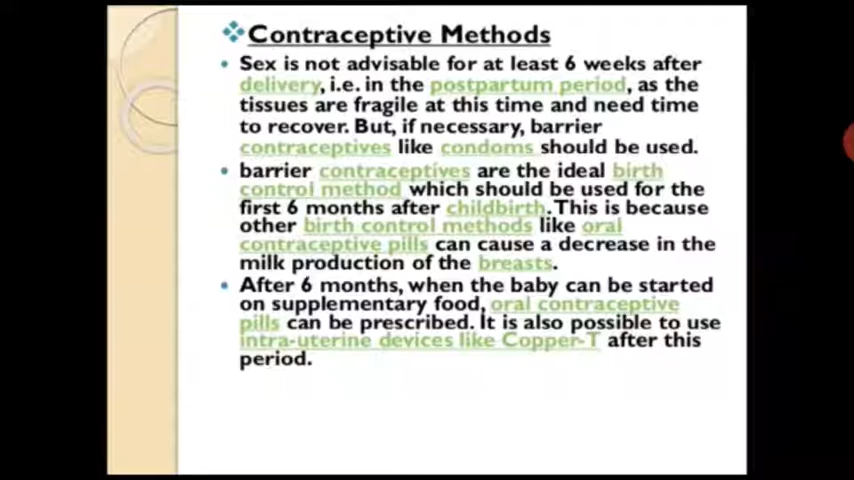 Contraceptive Methods
Sex is not advisable for at least 6 weeks after
delivery, i.e. in the postpartum period, as the
tissues are fragile at this time and need time
to recover. But, if necessary, barrier
contraceptives like condoms should be used.
barrier contraceptives are the ideal birth
control method which should be used for the
first 6 months after childbirth. This is because
other birth control methods like oral
contraceptive pills can cause a decrease in the
milk production of the breasts.
After 6 months, when the baby can be started
on supplementary food, oral contraceptive
pills can be prescribed. It is also possible to use
intra-uterine devices like Copper-T after this
period.